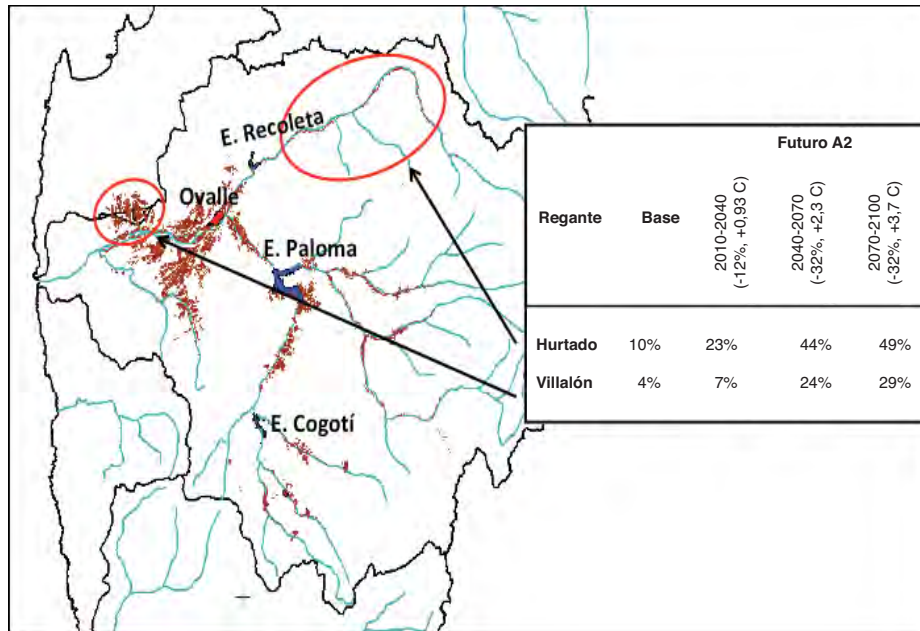 E. Recoleta
Ovalle
E. Paloma
E. Cogotí
Futuro A2
Regante
Base
2010-2040
(-12%, +0,93 C)
2040-2070
(-32%, +2,3 C)
2070-2100
(-32%, +3,7 C)
Hurtado 10% 23% 44% 49%
Villalón 4% 7% 24% 29%